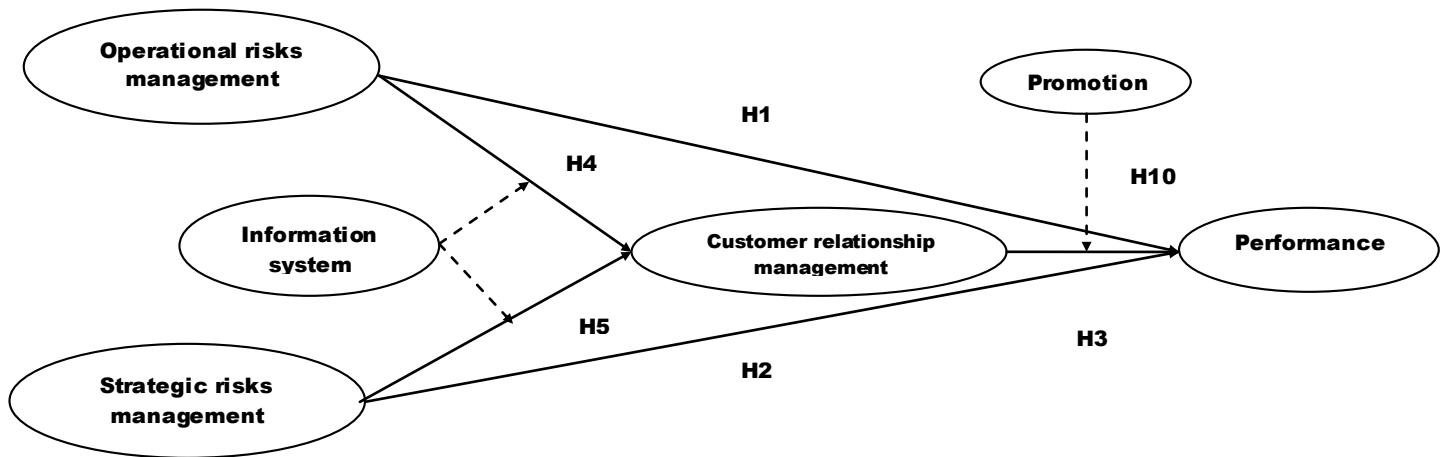 Operational risks
management
Promotion
H1
H4
H10
Information
system
Customer relationship
management
Performance
H5
H3
H2
Strategic risks
management